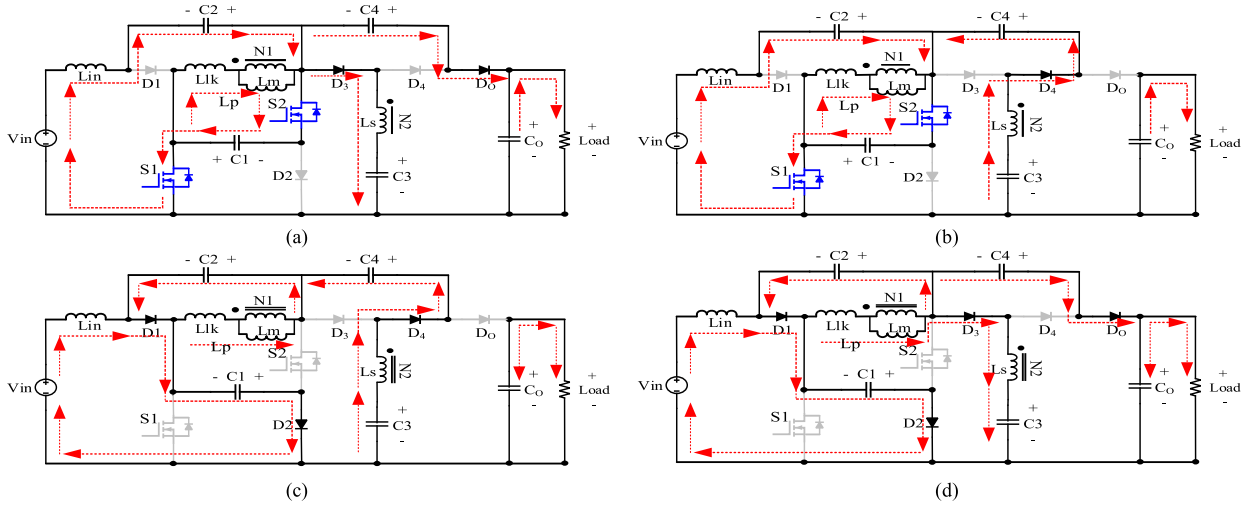 - C2 +
- C4 +
N1
Lin
D1
Llk
Lm
D3
D4
DO
Lp
S2
Ls
N2
+
Vin
+ C1 -
S1
D2
+
C3
-
+
CO
-
+
Load
-
(a)
- C2 +
- C4 +
N1
Lin
D1
Llk
Lm
D3
D4
DO
Lp
S2
Ls
N2
+
Vin
+ C1 -
S1
D2
+
C3
-
+
CO
-
+
Load
-
(b)
- C2 +
- C4 +
N1
Lin
D1
Llk
Lm
D3
D4
DO
Lp
S2
Ls
N2
Vin
- C1 +
S1
D2
+
C3
-
+
CO
-
+
Load
-
(c)
- C2 +
- C4 +
N1
Lin
D1
Llk
Lm
D3
D4
DO
Lp
S2
Ls
N2
Vin
- C1 +
S1
D2
+
C3
-
+
CO
-
+
Load
-
(d)